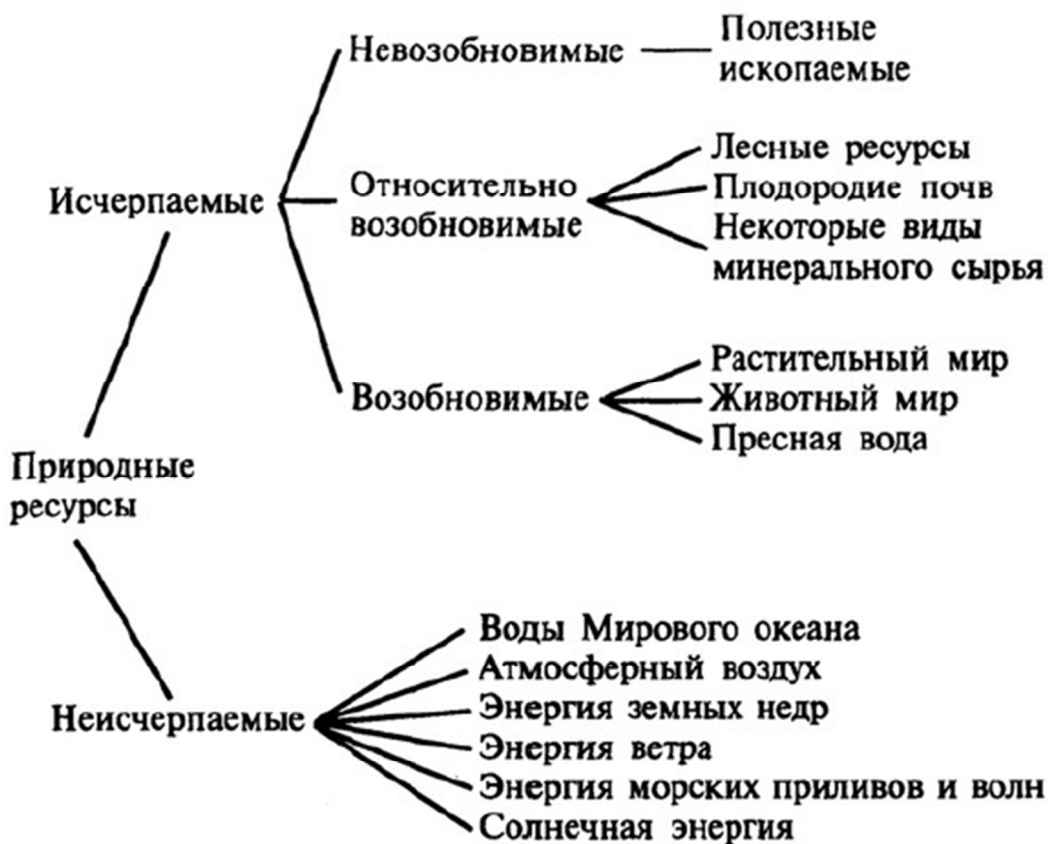 Невозобновимые
Полезные
ископаемые
Исчерпаемые
Относительно
возобновимые
Лесные ресурсы
Плодородие почв
Некоторые виды
минерального сырья
Возобновимые
Растительный мир
Животный мир
Пресная вода
Природные
ресурсы
Неисчерпаемые
Воды Мирового океана
Атмосферный воздух
Энергия земных недр
Энергия ветра
Энергия морских приливов и волн
Солнечная энергия